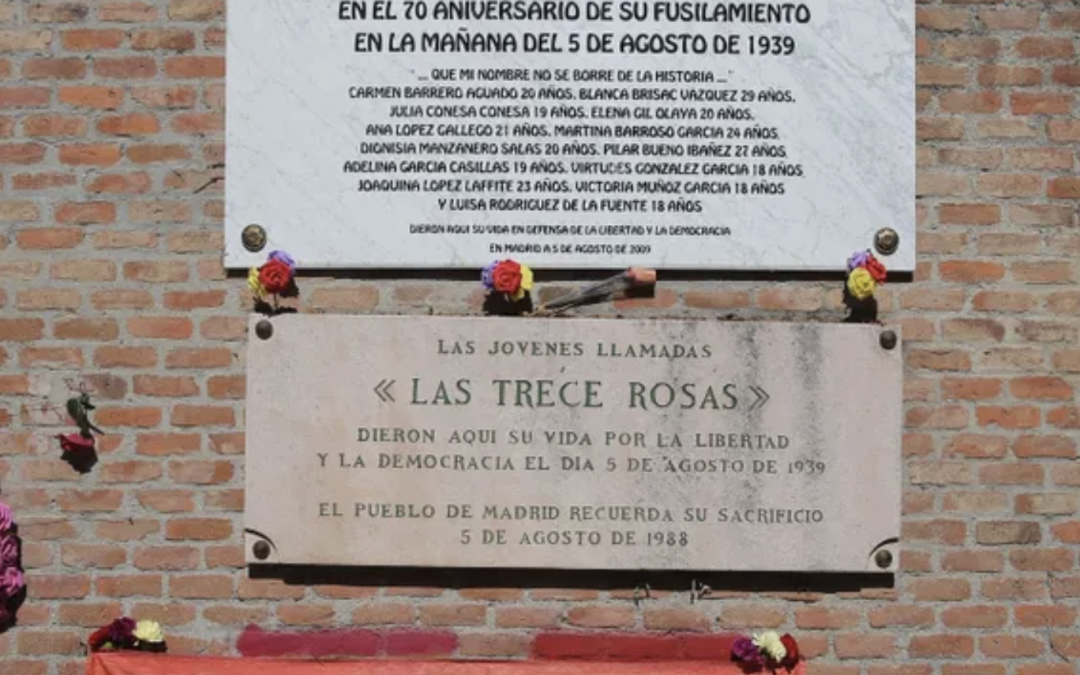 EN EL 70 ANIVERSARIO DE SU FUSILAMIENTO
EN LA MAÑANA DEL 5 DE AGOSTO DE 1939
"... QUE MI NOMBRE NO SE BORRE DE LA HISTORIA ..."
CARMEN BARRERO AGUADO 20 AÑOS. BLANCA BRISAC VAZQUEZ 29 AÑOS.
JULIA CONESA CONESA 19 AÑOS. ELENA GIL OLAYA 20 AÑOS.
ANA LOPEZ GALLEGO 21 AÑOS. MARTINA BARROSO GARCIA 24 AÑOS.
DIONISIA MANZANERO SALAS 20 AÑOS. PILAR BUENO IBAÑEZ 27 AÑOS.
ADELINA GARCIA CASILLAS 19 AÑOS. VIRTUDES GONZALEZ GARCIA 18 AÑOS.
JOAQUINA LOPEZ LAFFITE 23 AÑOS. VICTORIA MUÑOZ GARCIA 18 AÑOS
Y LUISA RODRIGUEZ DE LA FUENTE 18 AÑOS
DIERON AQUI SU VIDA EN DEFENSA DE LA LIBERTAD Y LA DEMOCRACIA
EN MADRID A 5 DE AGOSTO DE 2009
LAS JOVENES LLAMADAS
« LAS TRECE ROSAS »
DIERON AQUI SU VIDA POR LA LIBERTAD
Y LA DEMOCRACIA EL DIA 5 DE AGOSTO DE 1939
EL PUEBLO DE MADRID RECUERDA SU SACRIFICIO
5 DE AGOSTO DE 1988